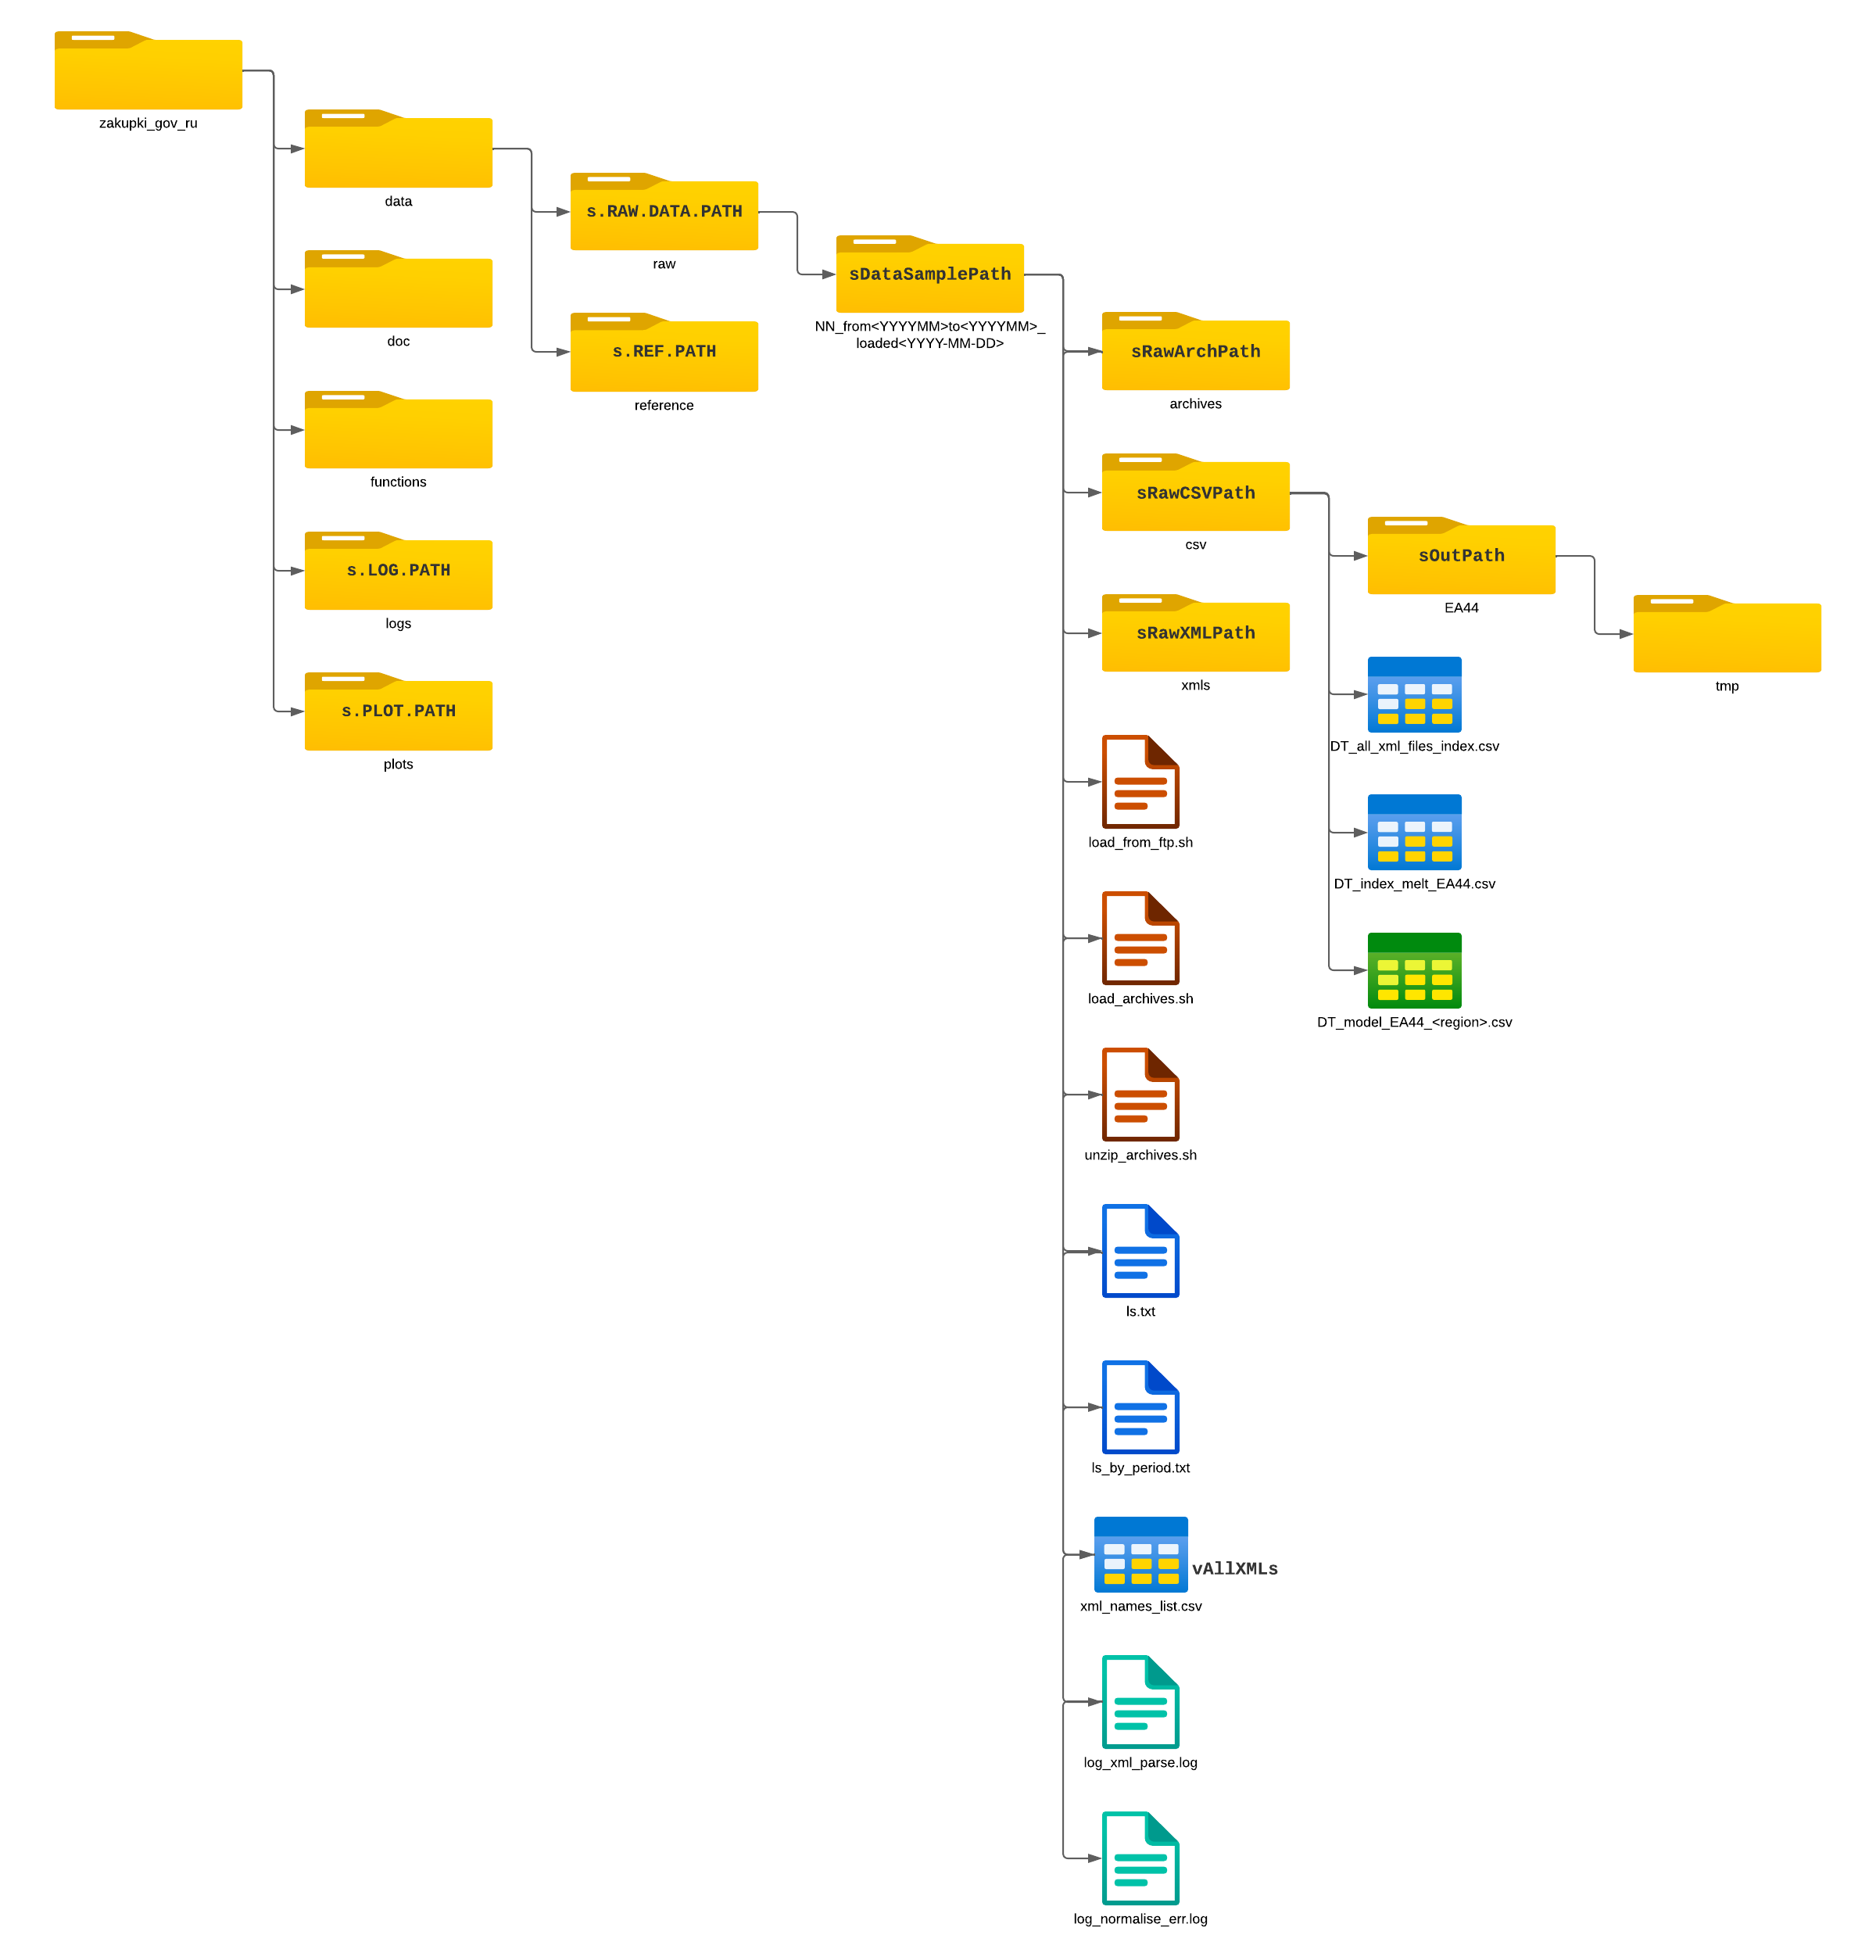 zakupki_gov_ru
data
doc
functions
s.LOG.PATH
logs
s.PLOT.PATH
plots
s.RAW.DATA.PATH
raw
s.REF.PATH
reference
sDataSamplePath
NN_from<YYYYMM>to<YYYYMM>_
loaded<YYYY-MM-DD>
sRawArchPath
archives
sRawCSVPath
csv
sRawXMLPath
xmls
load_from_ftp.sh
load_archives.sh
unzip_archives.sh
ls.txt
ls_by_period.txt
vAllXMLs
xml_names_list.csv
log_xml_parse.log
log_normalise_err.log
sOutPath
EA44
DT_all_xml_files_index.csv
DT_index_melt_EA44.csv
DT_model_EA44_<region>.csv
tmp